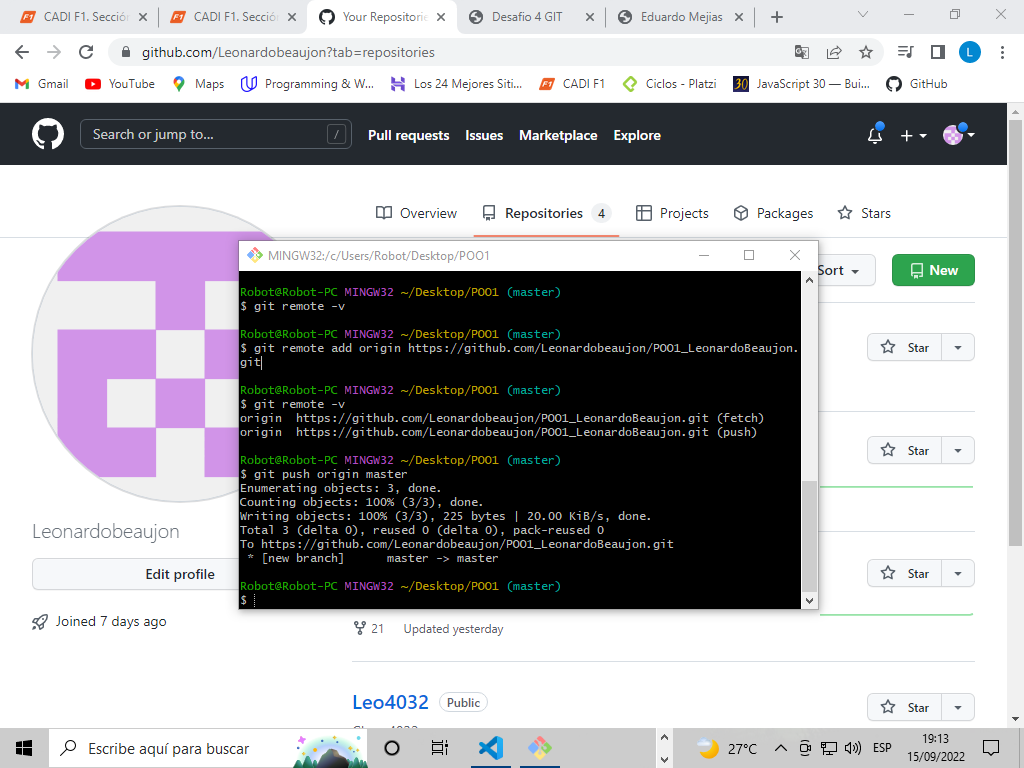 CADI F1. Sección
CADI F1. Sección
Your Repositorie
Desafio 4 GIT
Eduardo Mejias
github.com/Leonardobeaujon?tab=repositories
L
Gmail
YouTube
Maps
Programming & W...
Los 24 Mejores Siti...
CADI F1
Ciclos - Platzi
30
JavaScript 30 — Bui...
GitHub
Search or jump to...
/
Pull requests
Issues
Marketplace
Explore
Overview
Repositories 4
Projects
Packages
Stars
Sort
New
MINGW32:/c/Users/Robot/Desktop/POO1
Robot@Robot-PC MINGW32 ~/Desktop/POO1 (master)
$ git remote -v
Robot@Robot-PC MINGW32 ~/Desktop/POO1 (master)
$ git remote add origin https://github.com/Leonardobeaujon/POO1_LeonardoBeaujon.
git
Robot@Robot-PC MINGW32 ~/Desktop/POO1 (master)
$ git remote -v
origin  https://github.com/Leonardobeaujon/POO1_LeonardoBeaujon.git (fetch)
origin  https://github.com/Leonardobeaujon/POO1_LeonardoBeaujon.git (push)
Robot@Robot-PC MINGW32 ~/Desktop/POO1 (master)
$ git push origin master
Enumerating objects: 3, done.
Counting objects: 100% (3/3), done.
Writing objects: 100% (3/3), 225 bytes | 20.00 KiB/s, done.
Total 3 (delta 0), reused 0 (delta 0), pack-reused 0
To https://github.com/Leonardobeaujon/POO1_LeonardoBeaujon.git
 * [new branch]      master -> master
Robot@Robot-PC MINGW32 ~/Desktop/POO1 (master)
$
Star
Star
Star
Leonardobeaujon
Edit profile
Joined 7 days ago
21
Updated yesterday
Leo4032
Public
Star
Escribe aquí para buscar
27°C
ESP
19:13
15/09/2022